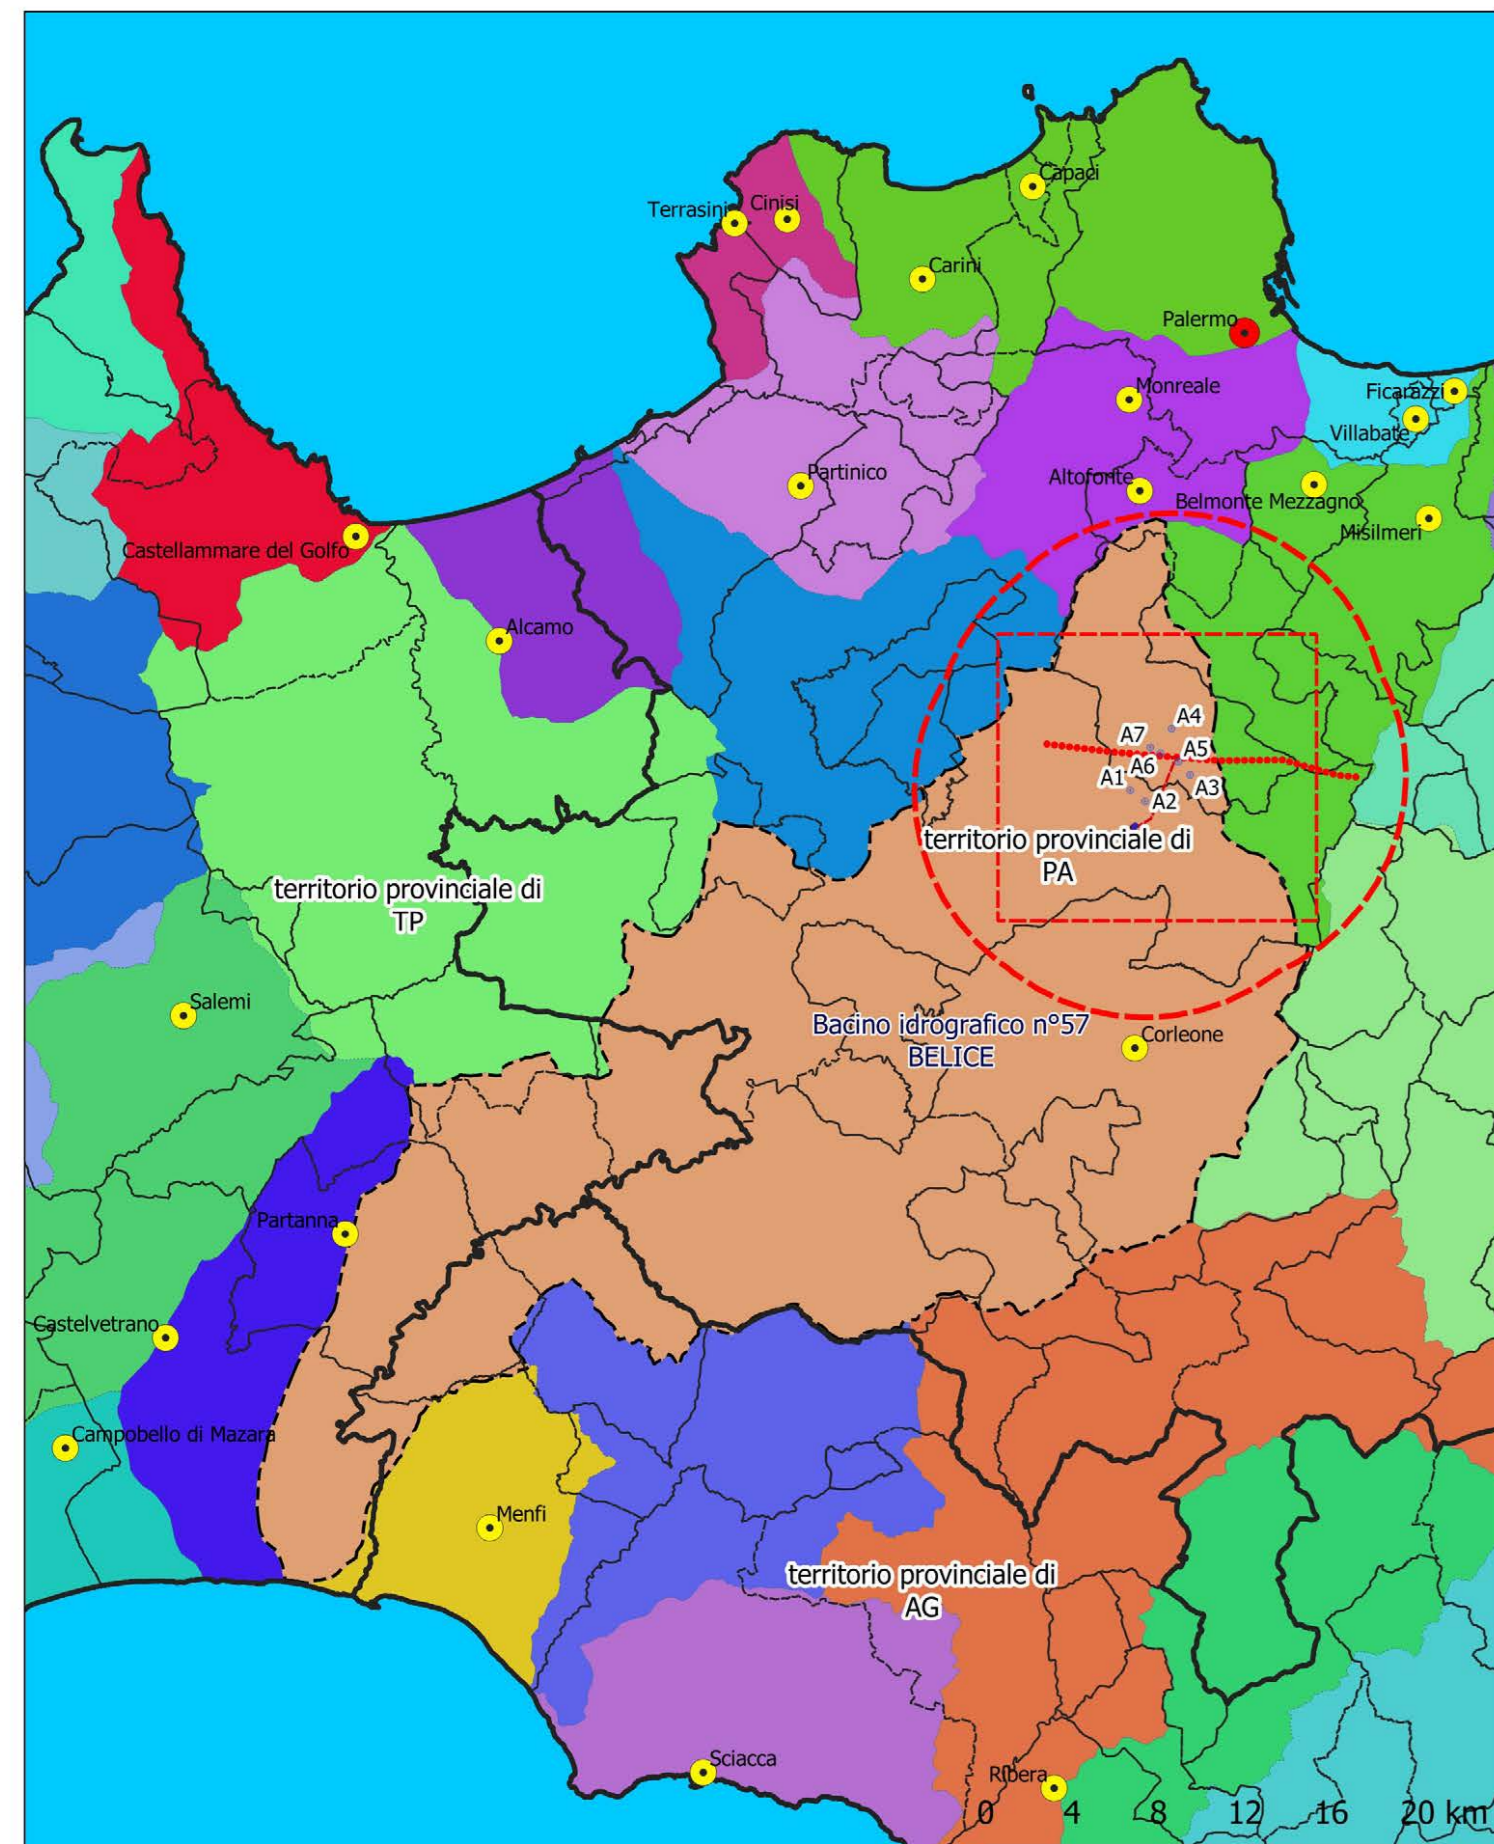 Capaci
Terrasini
Cinisi
Carini
Palermo
Monreale
Ficarazzi
Villabate
Partinico
Altofonte
Belmonte Mezzagno
Misilmeri
Castellammare del Golfo
Alcamo
A4
A7
A5
A6
A1
A3
A2
territorio provinciale di
PA
territorio provinciale di
TP
Salemi
Bacino idrografico n°57
BELICE
Corleone
Partanna
Castelvetrano
Campobello di Mazara
Menfi
territorio provinciale di
AG
Sciacca
Ribera
0 4 8 12 16 20 km